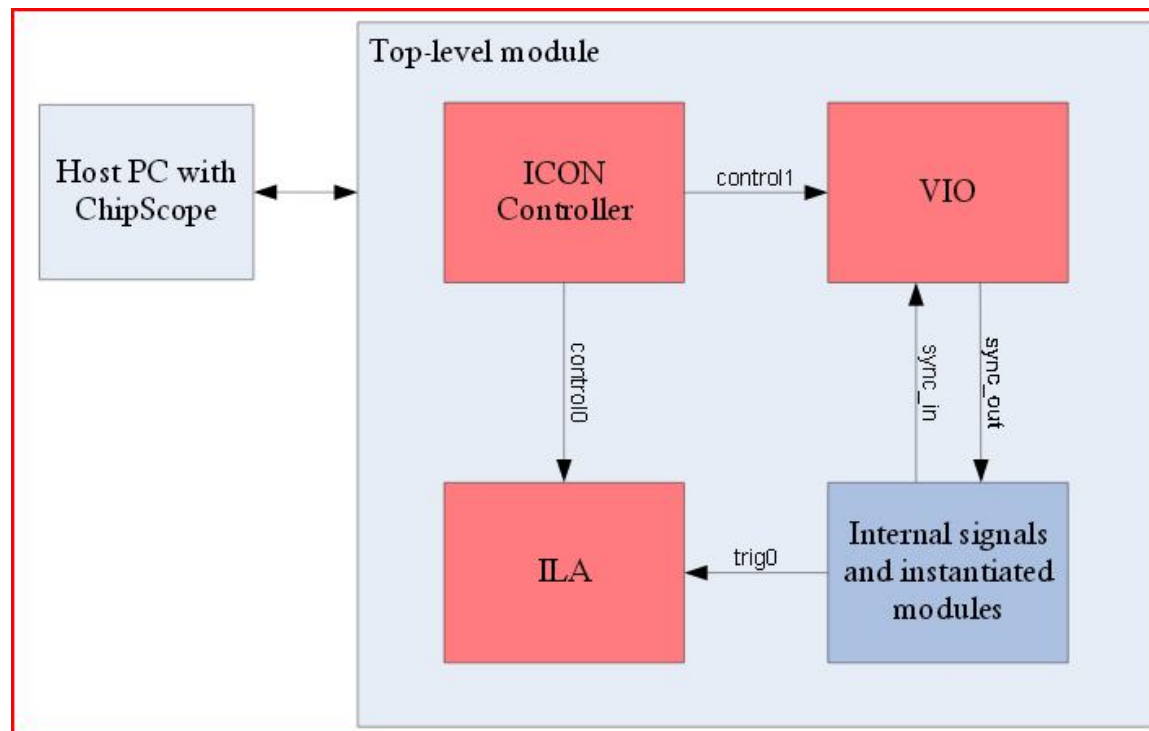 Top-level module
Host PC with
ChipScope
ICON
Controller
control1
VIO
control0
sync_in
sync_out
ILA
trig0
Internal signals
and instantiated
modules